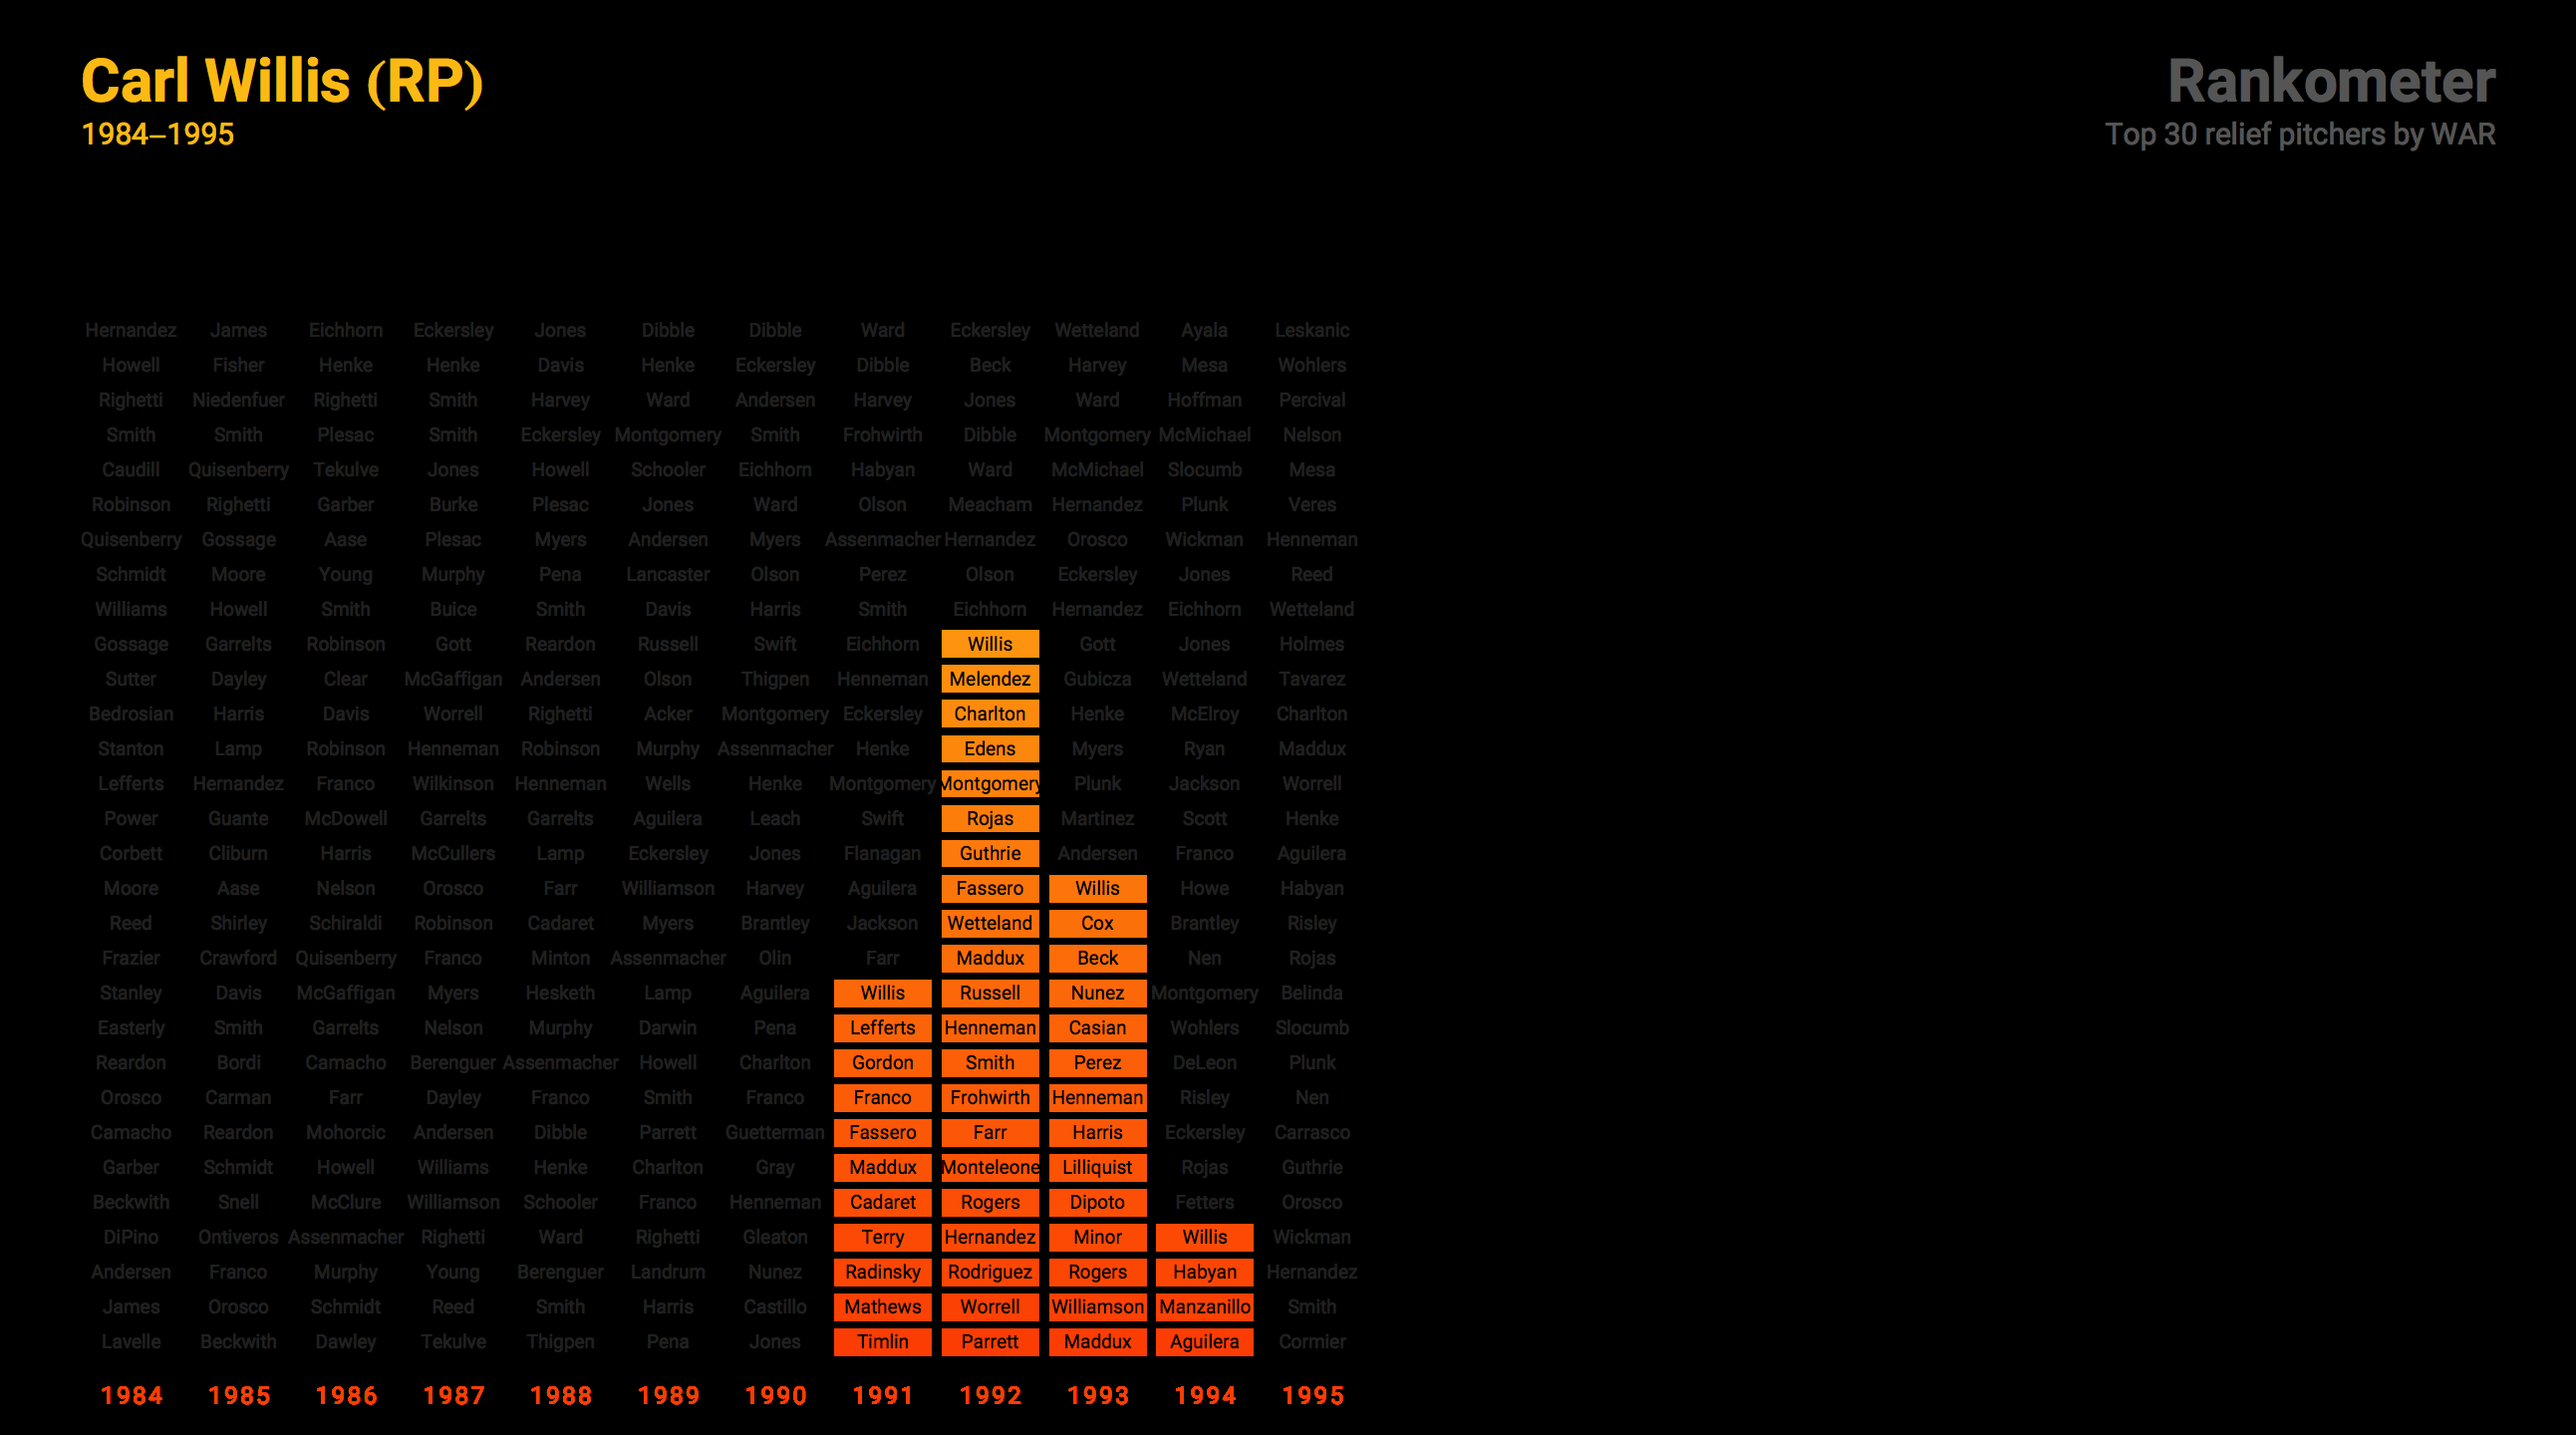 Carl Willis (RP)
1984–1995
Rankometer
Top 30 relief pitchers by WAR
Hernandez James Eichhorn Eckersley Jones Dibble Dibble Ward Eckersley Wetteland Ayala Leskanic
Howell Fisher Henke Henke Davis Henke Eckersley Dibble Beck Harvey Mesa Wohlers
Righetti Niedenfuer Righetti Smith Harvey Ward Andersen Harvey Jones Ward Hoffman Percival
Smith Smith Plesac Smith Eckersley Montgomery Smith Frohwirth Dibble Montgomery McMichael Nelson
Caudill Quisenberry Tekulve Jones Howell Schooler Eichhorn Habyan Ward McMichael Slocumb Mesa
Robinson Righetti Garber Burke Plesac Jones Ward Olson Meacham Hernandez Plunk Veres
Quisenberry Gossage Aase Plesac Myers Andersen Myers Assenmacher Hernandez Orosco Wickman Henneman
Schmidt Moore Young Murphy Pena Lancaster Olson Perez Olson Eckersley Jones Reed
Williams Howell Smith Buice Smith Davis Harris Smith Eichhorn Hernandez Eichhorn Wetteland
Gossage Garrelts Robinson Gott Reardon Russell Swift Eichhorn Willis Gott Jones Holmes
Sutter Dayley Clear McGaffigan Andersen Olson Thigpen Henneman Melendez Gubicza Wetteland Tavarez
Bedrosian Harris Davis Worrell Righetti Acker Montgomery Eckersley Charlton Henke McElroy Charlton
Stanton Lamp Robinson Henneman Robinson Murphy Assenmacher Henke Edens Myers Ryan Maddux
Lefferts Hernandez Franco Wilkinson Henneman Wells Henke Montgomery Montgomery Plunk Jackson Worrell
Power Guante McDowell Garrelts Garrelts Aguilera Leach Swift Rojas Martinez Scott Henke
Corbett Cliburn Harris McCullers Lamp Eckersley Jones Flanagan Guthrie Andersen Franco Aguilera
Moore Aase Nelson Orosco Farr Williamson Harvey Aguilera Fassero Willis Howe Habyan
Reed Shirley Schiraldi Robinson Cadaret Myers Brantley Jackson Wetteland Cox Brantley Risley
Frazier Crawford Quisenberry Franco Minton Assenmacher Olin Farr Maddux Beck Nen Rojas
Stanley Davis McGaffigan Myers Hesketh Lamp Aguilera Willis Russell Nunez Montgomery Belinda
Easterly Smith Garrelts Nelson Murphy Darwin Pena Lefferts Henneman Casian Wohlers Slocumb
Reardon Bordi Camacho Berenguer Assenmacher Howell Charlton Gordon Smith Perez DeLeon Plunk
Orosco Carman Farr Dayley Franco Smith Franco Franco Frohwirth Henneman Risley Nen
Camacho Reardon Mohorcic Andersen Dibble Parrett Guetterman Fassero Farr Harris Eckersley Carrasco
Garber Schmidt Howell Williams Henke Charlton Gray Maddux Monteleone Lilliquist Rojas Guthrie
Beckwith Snell McClure Williamson Schooler Franco Henneman Cadaret Rogers Dipoto Fetters Orosco
DiPino Ontiveros Assenmacher Righetti Ward Righetti Gleaton Terry Hernandez Minor Willis Wickman
Andersen Franco Murphy Young Berenguer Landrum Nunez Radinsky Rodriguez Rogers Habyan Hernandez
James Orosco Schmidt Reed Smith Harris Castillo Mathews Worrell Williamson Manzanillo Smith
Lavelle Beckwith Dawley Tekulve Thigpen Pena Jones Timlin Parrett Maddux Aguilera Cormier
1984 1985 1986 1987 1988 1989 1990 1991 1992 1993 1994 1995